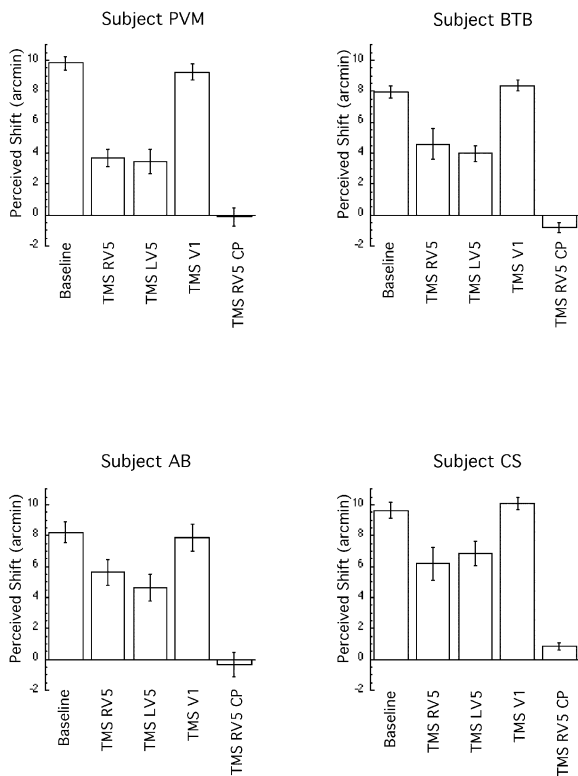 Subject PVM
Perceived Shift (arcmin)
10
8
6
4
2
0
-2
Baseline
TMS RV5
TMS LV5
TMS V1
TMS RV5 CP
Subject BTB
Perceived Shift (arcmin)
10
8
6
4
2
0
-2
Baseline
TMS RV5
TMS LV5
TMS V1
TMS RV5 CP
Subject AB
Perceived Shift (arcmin)
10
8
6
4
2
0
-2
Baseline
TMS RV5
TMS LV5
TMS V1
TMS RV5 CP
Subject CS
Perceived Shift (arcmin)
10
8
6
4
2
0
-2
Baseline
TMS RV5
TMS LV5
TMS V1
TMS RV5 CP